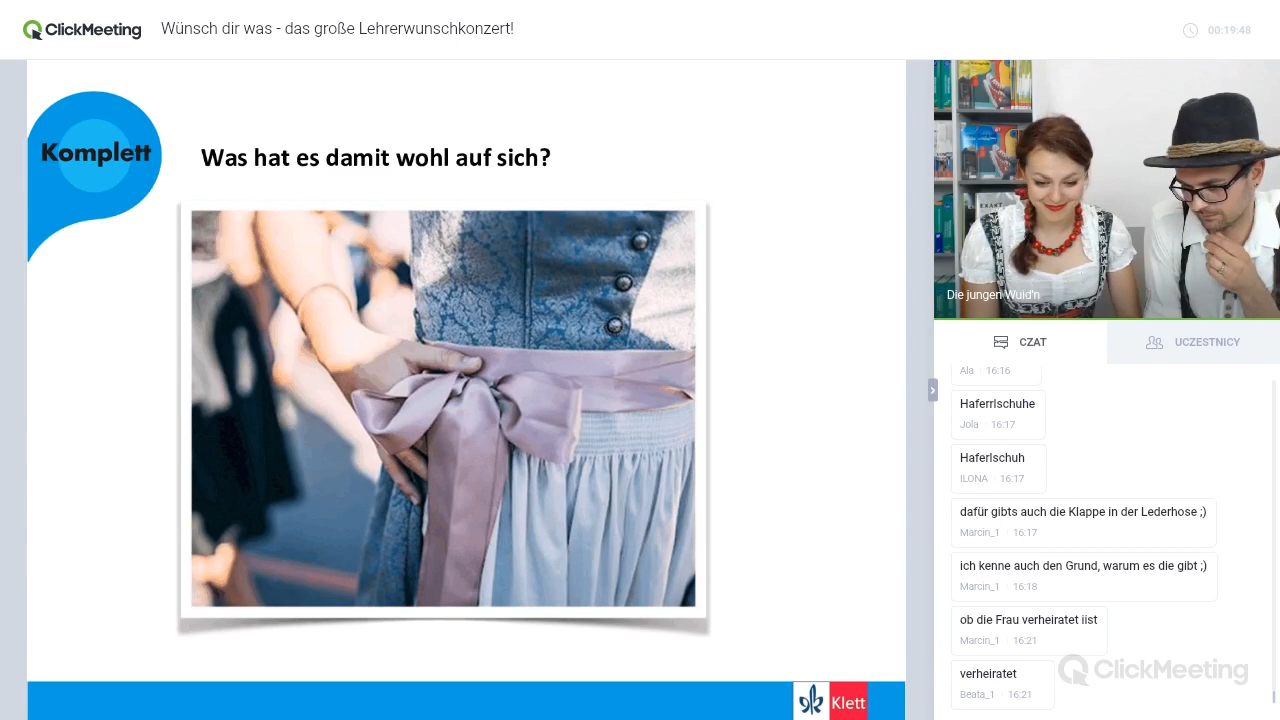 ClickMeeting
Wünsch dir was - das große Lehrerwunschkonzert!
00:19:48
Komplett
Was hat es damit wohl auf sich?
Klett
EXAKT
Die jungen Wuid'n
CZAT
UCZESTNICY
Ala 16:16
Haferrlschuhe
Jola 16:17
Haferlschuh
ILONA 16:17
dafür gibts auch die Klappe in der Lederhose ;)
Marcin_1 16:17
ich kenne auch den Grund, warum es die gibt ;)
Marcin_1 16:18
ob die Frau verheiratet iist
Marcin_1 16:21
verheiratet
Beata_1 16:21
ClickMeeting